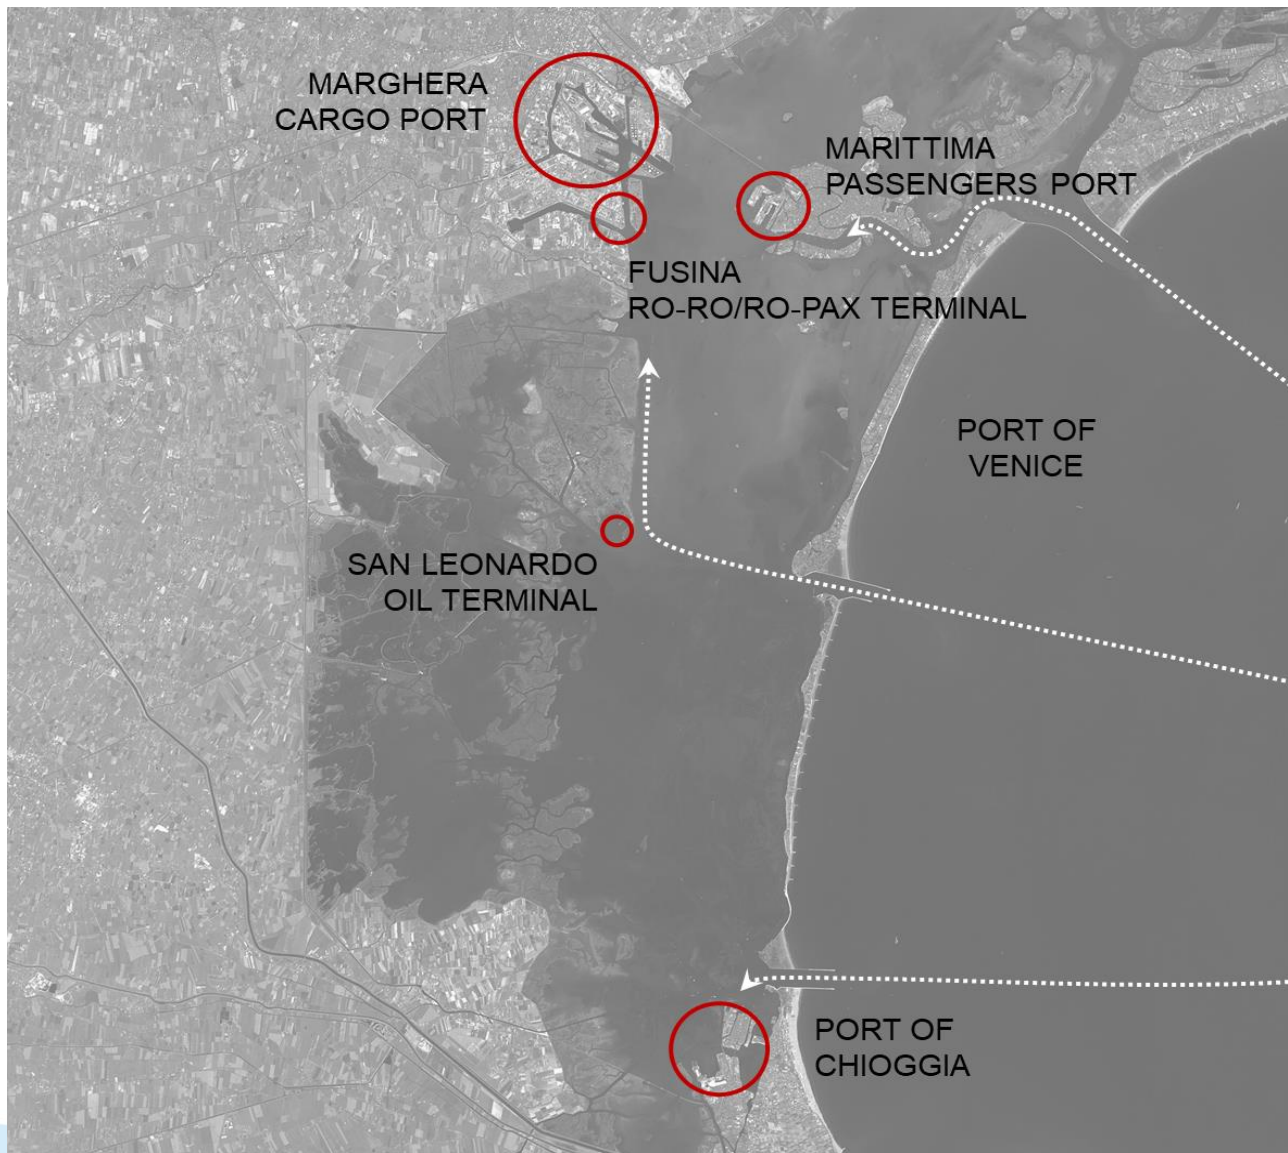 MARGHERA
CARGO PORT
MARITTIMA
PASSENGERS PORT
FUSINA
RO-RO/RO-PAX TERMINAL
PORT OF
VENICE
SAN LEONARDO
OIL TERMINAL
PORT OF
CHIOGGIA